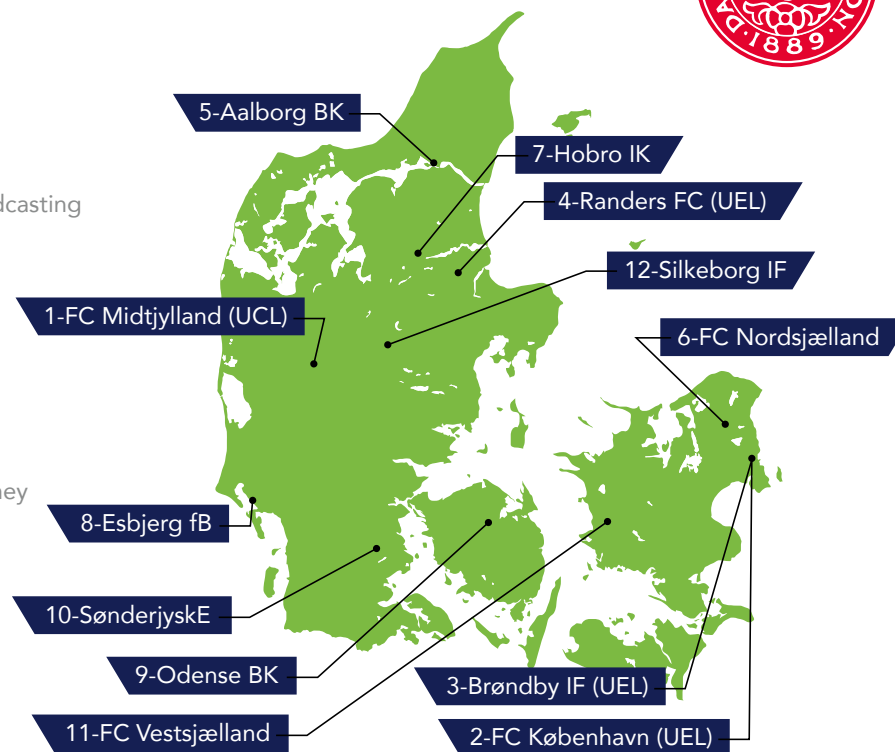 1889
5-Aalborg BK
7-Hobro IK
4-Randers FC (UEL)
12-Silkeborg IF
1-FC Midtjylland (UCL)
6-FC Nordsjælland
8-Esbjerg fB
10-SønderjyskE
9-Odense BK
3-Brøndby IF (UEL)
11-FC Vestsjælland
2-FC København (UEL)